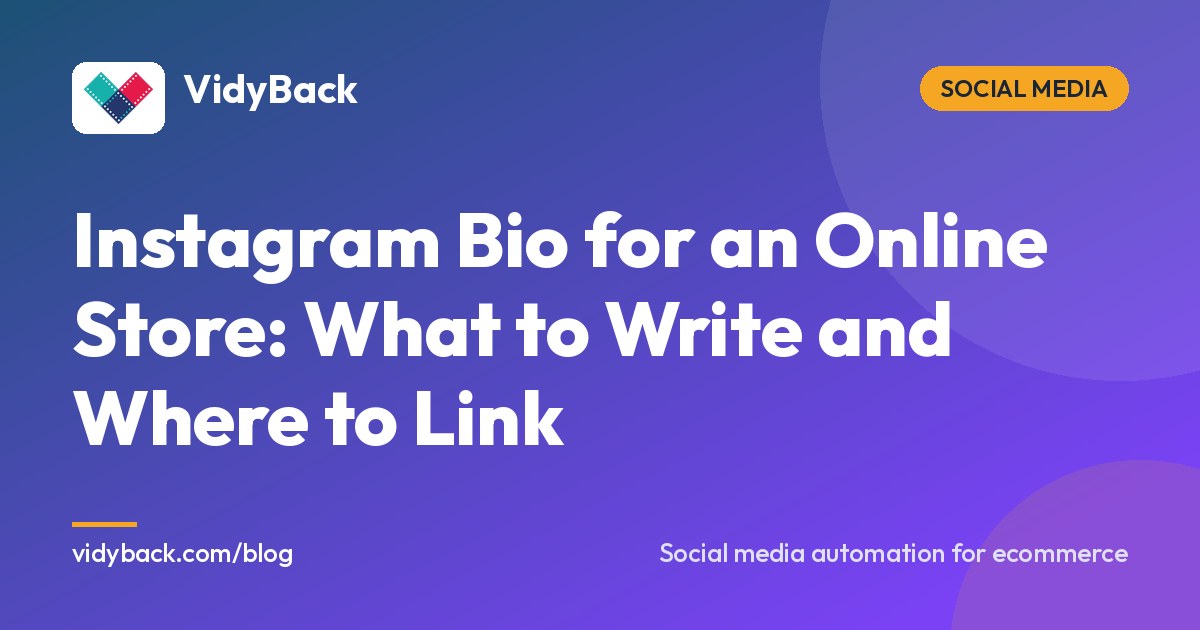 VidyBack
SOCIAL MEDIA
Instagram Bio for an Online
Store: What to Write and
Where to Link
vidyback.com/blog
Social media automation for ecommerce